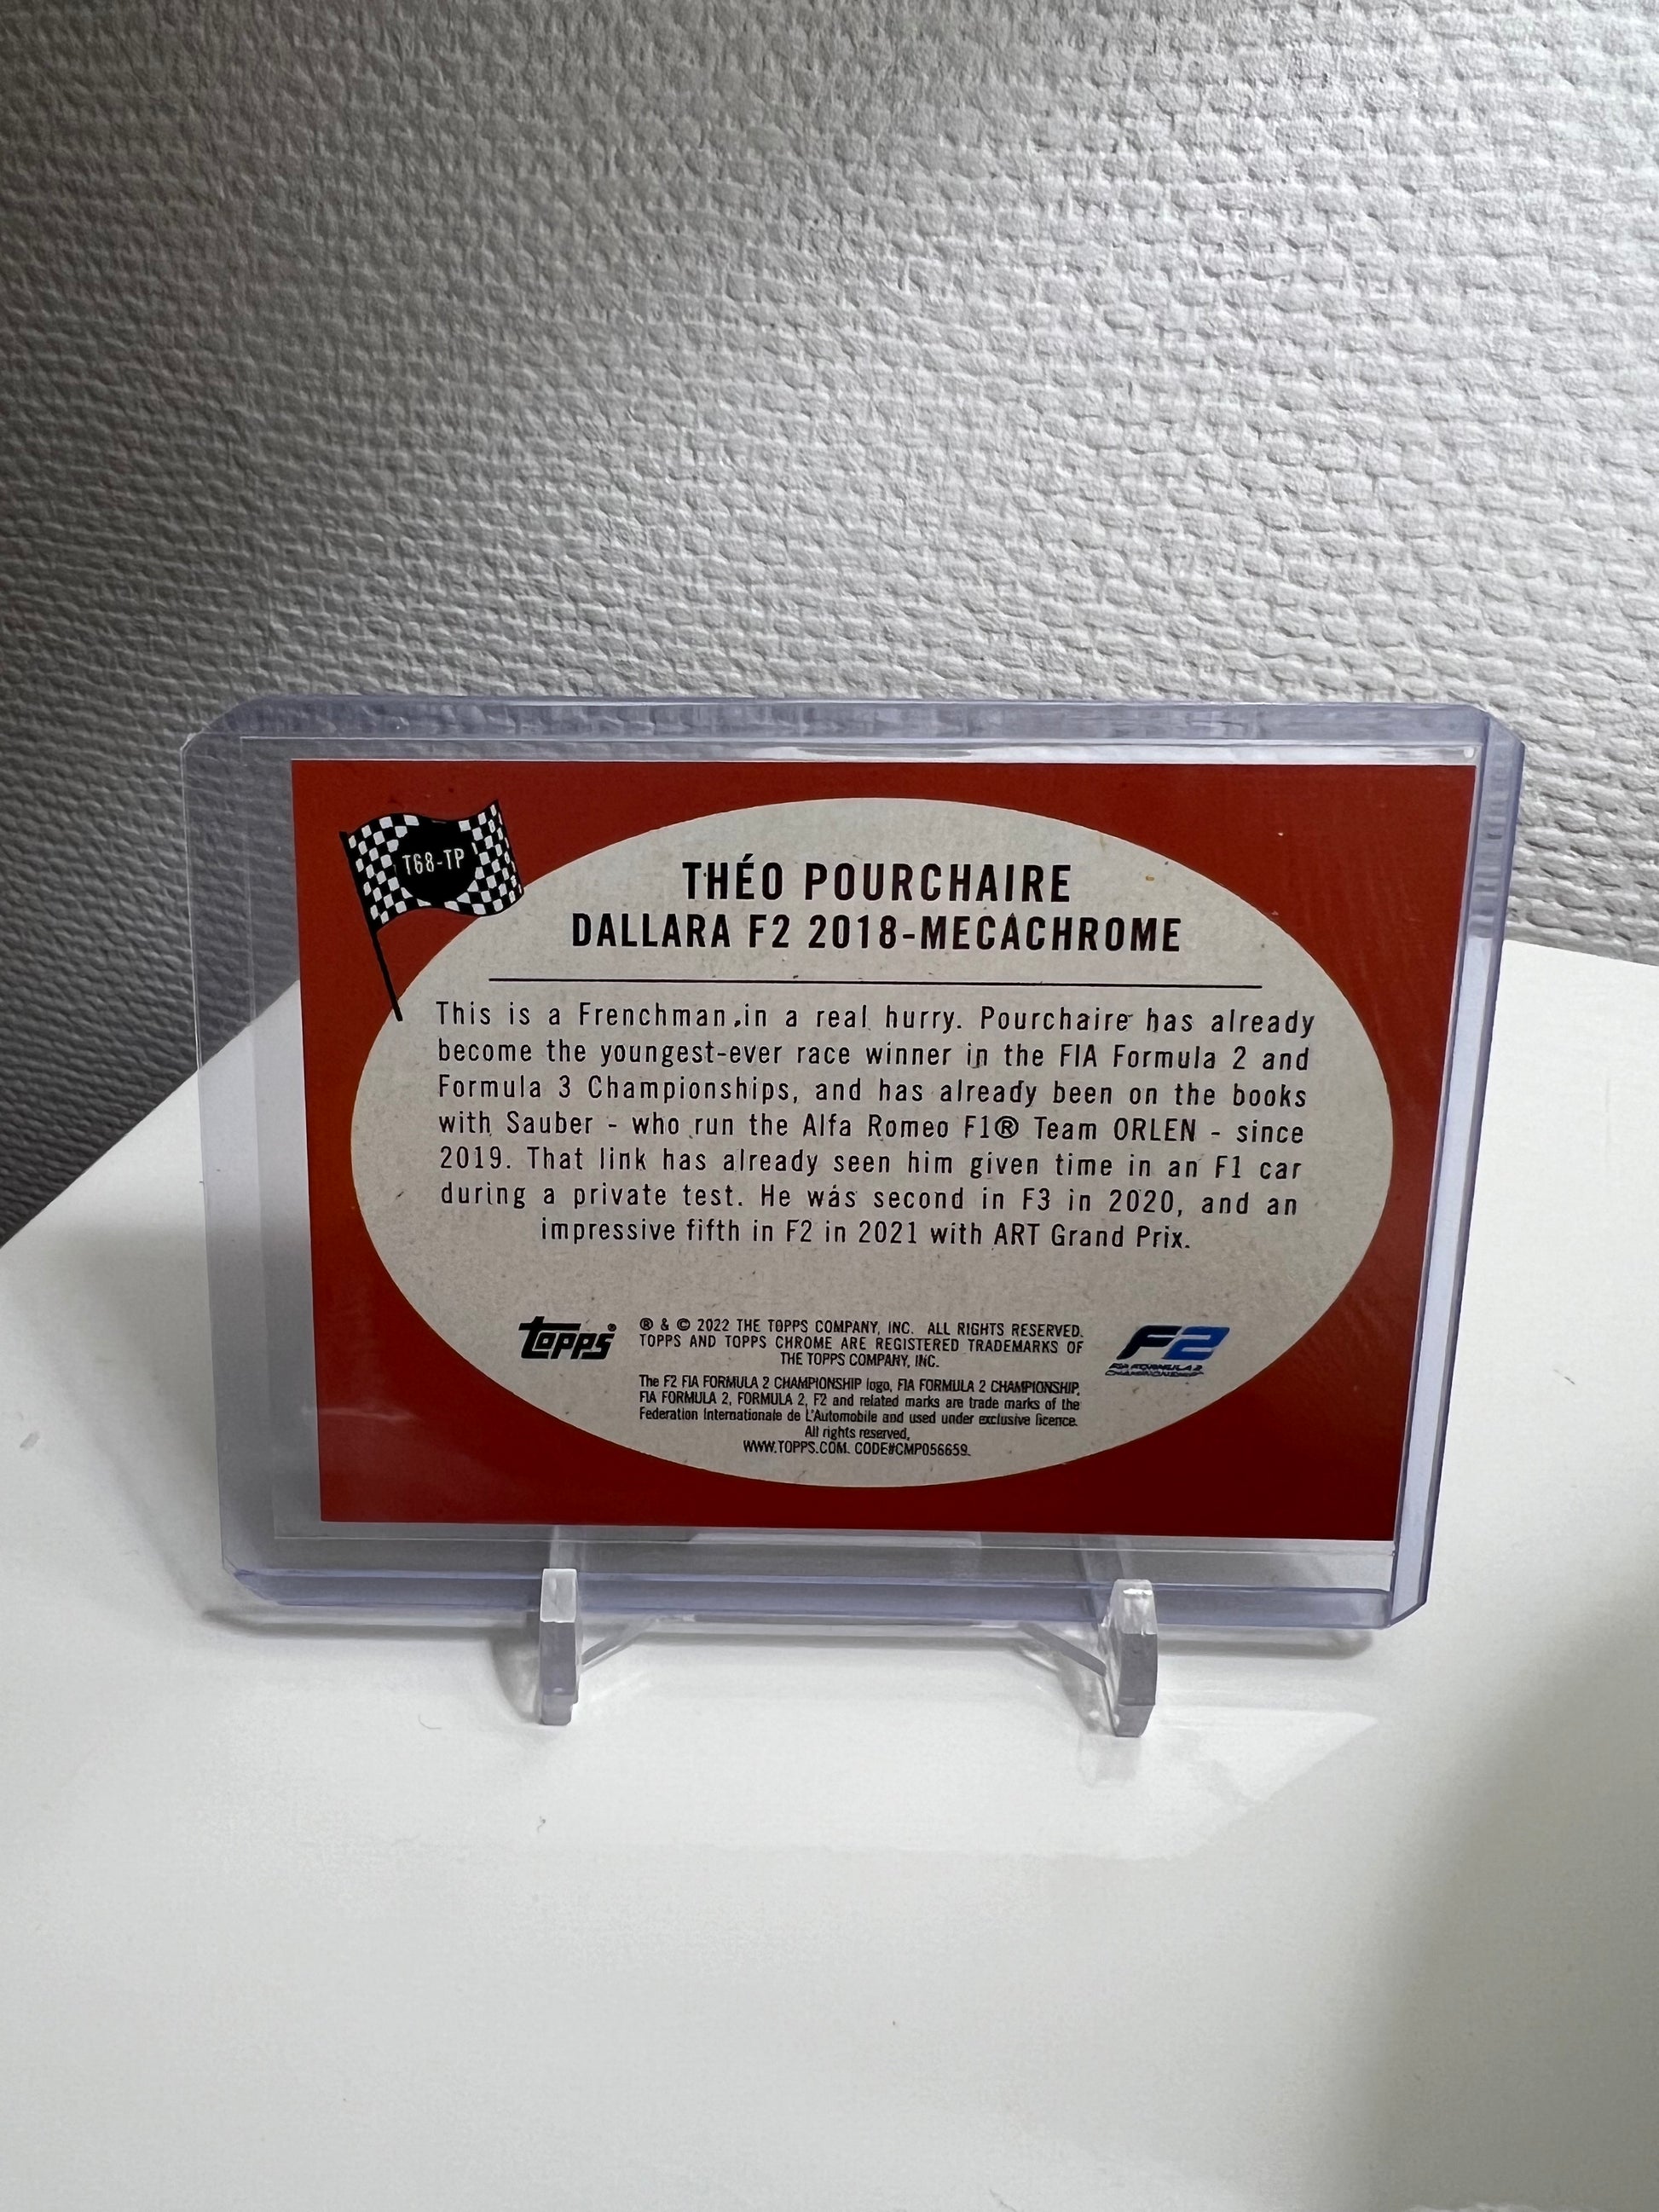 T68-TP
THÉO POURCHAIRE
DALLARA F2 2018-MECACHROME
This is a Frenchman in a real hurry. Pourchaire has already
become the youngest-ever race winner in the FIA Formula 2 and
Formula 3 Championships, and has already been on the books
with Sauber - who run the Alfa Romeo F1® Team ORLEN - since
2019. That link has already seen him given time in an F1 car
during a private test. He was second in F3 in 2020, and an
impressive fifth in F2 in 2021 with ART Grand Prix.
Topps®
® & © 2022 THE TOPPS COMPANY, INC. ALL RIGHTS RESERVED.
TOPPS AND TOPPS CHROME ARE REGISTERED TRADEMARKS OF
THE TOPPS COMPANY, INC.
The F2 FIA FORMULA 2 CHAMPIONSHIP logo, FIA FORMULA 2 CHAMPIONSHIP,
FIA FORMULA 2, FORMULA 2, F2 and related marks are trade marks of the
Federation Internationale de L'Automobile and used under exclusive licence.
All rights reserved.
WWW.TOPPS.COM. CODE#CMP056659
F2
FIA FORMULA 2
CHAMPIONSHIP